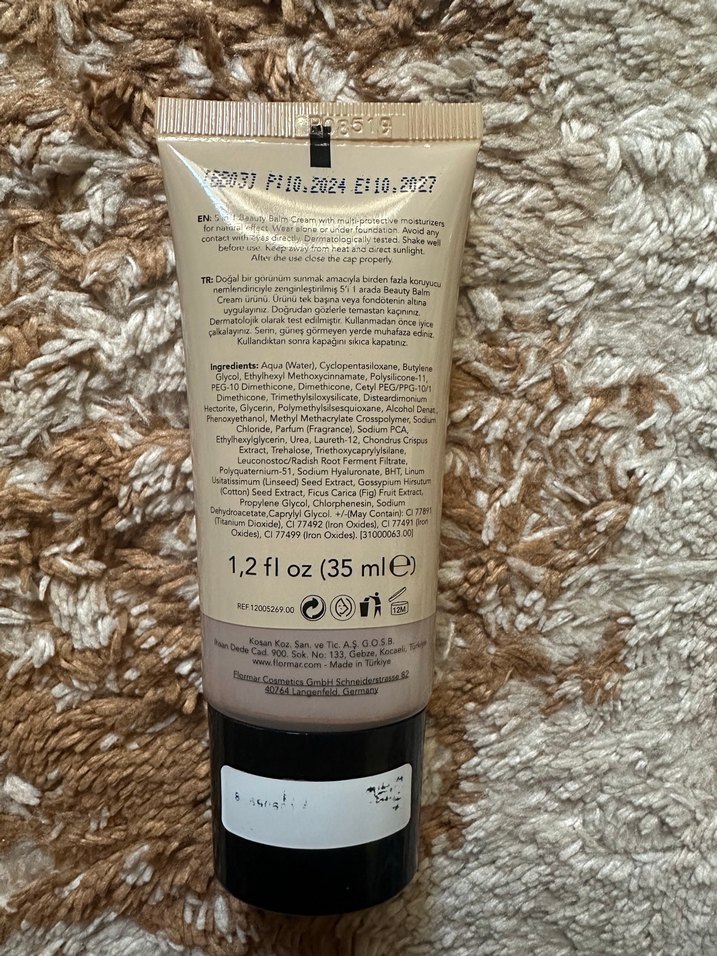 P:10.2024 E:10.2027
EN: 5 in 1 Beauty Balm Cream with multi-protective moisturizers
for natural effect. Wear alone or under foundation. Avoid any
contact with eyes directly. Dermatologically tested. Shake well
before use. Keep away from heat and direct sunlight.
After the use close the cap properly.
TR: Doğal bir görünüm sunmak amacıyla birden fazla koruyucu
nemlendiriciyle zenginleştirilmiş 5'i 1 arada Beauty Balm
Cream ürünü. Ürünü tek başına veya fondötenin altına
uygulayınız. Doğrudan gözlerle temastan kaçınınız.
Dermatolojik olarak test edilmiştir. Kullanmadan önce iyice
çalkalayınız. Serin, güneş görmeyen yerde muhafaza ediniz.
Kullandıktan sonra kapağını sıkıca kapatınız.
Ingredients: Aqua (Water), Cyclopentasiloxane, Butylene
Glycol, Ethylhexyl Methoxycinnamate, Polysilicone-11,
PEG-10 Dimethicone, Dimethicone, Cetyl PEG/PPG-10/1
Dimethicone, Trimethylsiloxysilicate, Disteardimonium
Hectorite, Glycerin, Polymethylsilsesquioxane, Alcohol Denat.,
Phenoxyethanol, Methyl Methacrylate Crosspolymer, Sodium
Chloride, Parfum (Fragrance), Sodium PCA,
Ethylhexylglycerin, Urea, Laureth-12, Chondrus Crispus
Extract, Trehalose, Triethoxycaprylylsilane,
Leuconostoc/Radish Root Ferment Filtrate,
Polyquaternium-51, Sodium Hyaluronate, BHT, Linum
Usitatissimum (Linseed) Seed Extract, Gossypium Hirsutum
(Cotton) Seed Extract, Ficus Carica (Fig) Fruit Extract,
Propylene Glycol, Chlorphenesin, Sodium
Dehydroacetate,Caprylyl Glycol. +/-(May Contain): CI 77891
(Titanium Dioxide), CI 77492 (Iron Oxides), CI 77491 (Iron
Oxides), CI 77499 (Iron Oxides). [31000063.00]
1,2 fl oz (35 ml ℮)
REF 12005269.00 12M
Kosan Koz. San. ve Tic. A.Ş. G.O.S.B.
İhsan Dede Cad. 900. Sok. No: 133, Gebze, Kocaeli, Türkiye
www.flormar.com - Made in Türkiye
Flormar Cosmetics GmbH Schneiderstrasse 82
40764 Langenfeld, Germany